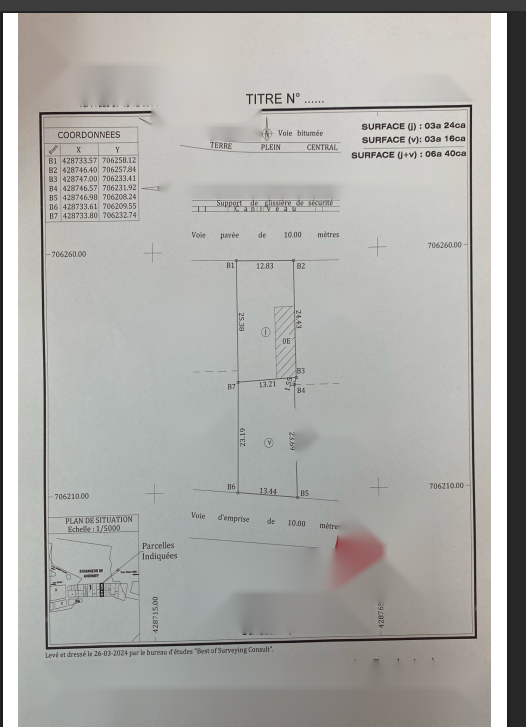 TITRE N° ......
COORDONNEES
Pts X Y
B1 428733.57 706258.12
B2 428746.40 706257.84
B3 428747.00 706233.41
B4 428746.57 706231.92
B5 428746.98 706208.24
B6 428733.61 706209.55
B7 428733.80 706232.74
Voie bitumée
TERRE PLEIN CENTRAL
SURFACE (j) : 03a 24ca
SURFACE (v): 03a 16ca
SURFACE (j+v) : 06a 40ca
Support de glissière de sécurité
Caniveau
Voie pavée de 10.00 mètres
706260.00
706260.00
B1 12.83 B2
25.38
24.43
j
OE
B3
B7 13.21 1.55 B4
23.19
v
23.69
B6 13.44 B5
706210.00
706210.00
Voie d'emprise de 10.00 mètre
PLAN DE SITUATION
Echelle : 1/5000
Parcelles
Indiquées
428715.00
Levé et dressé le 26-03-2024 par le bureau d'études "Best of Surveying Consult".